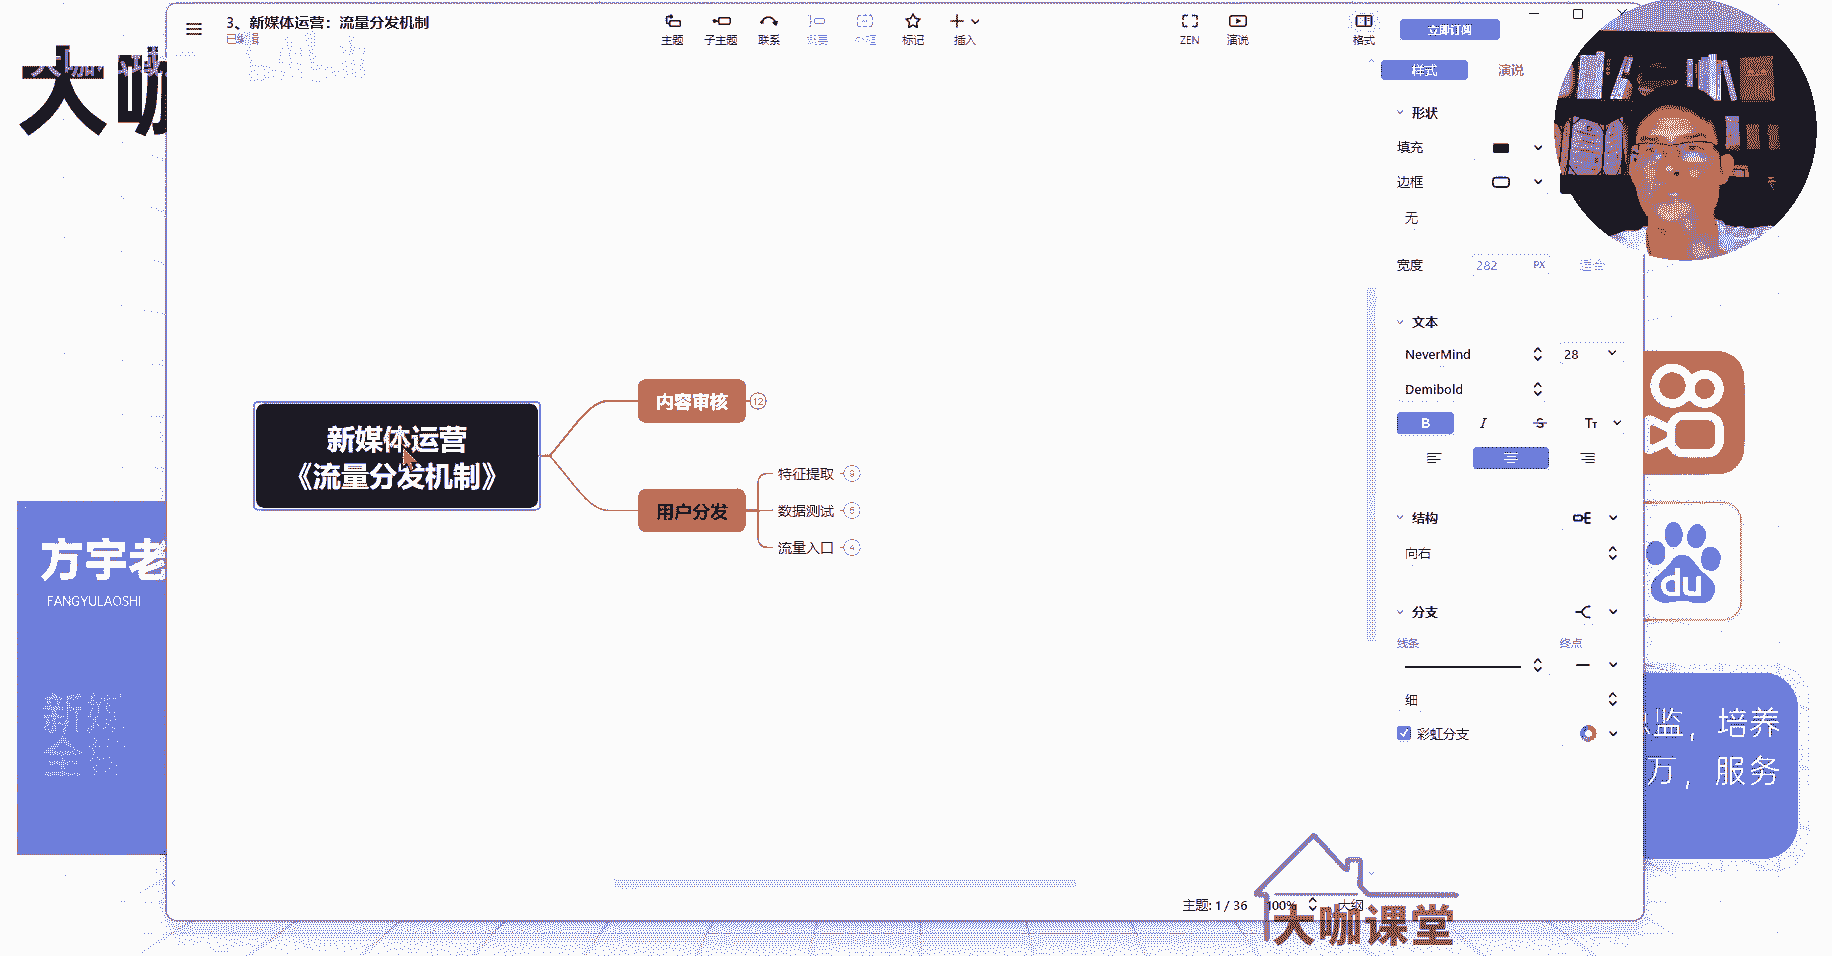 3、新媒体运营：流量分发机制
已编辑
主题
子主题
联系
概要
外框
标记
插入
ZEN
演说
格式
立即订阅
大咖
样式
演说
形状
填充
边框
无
宽度
282
PX
文本
NeverMind
28
Demibold
B
I
S
TT
结构
向右
分支
线条
终点
细
彩虹分支
新媒体运营
《流量分发机制》
内容审核
12
用户分发
特征提取
9
数据测试
6
流量入口
4
方宇老
FANGYULAOSHI
新媒
du
监，培养
万，服务
主题: 1 / 36
100%
大纲
大咖课堂